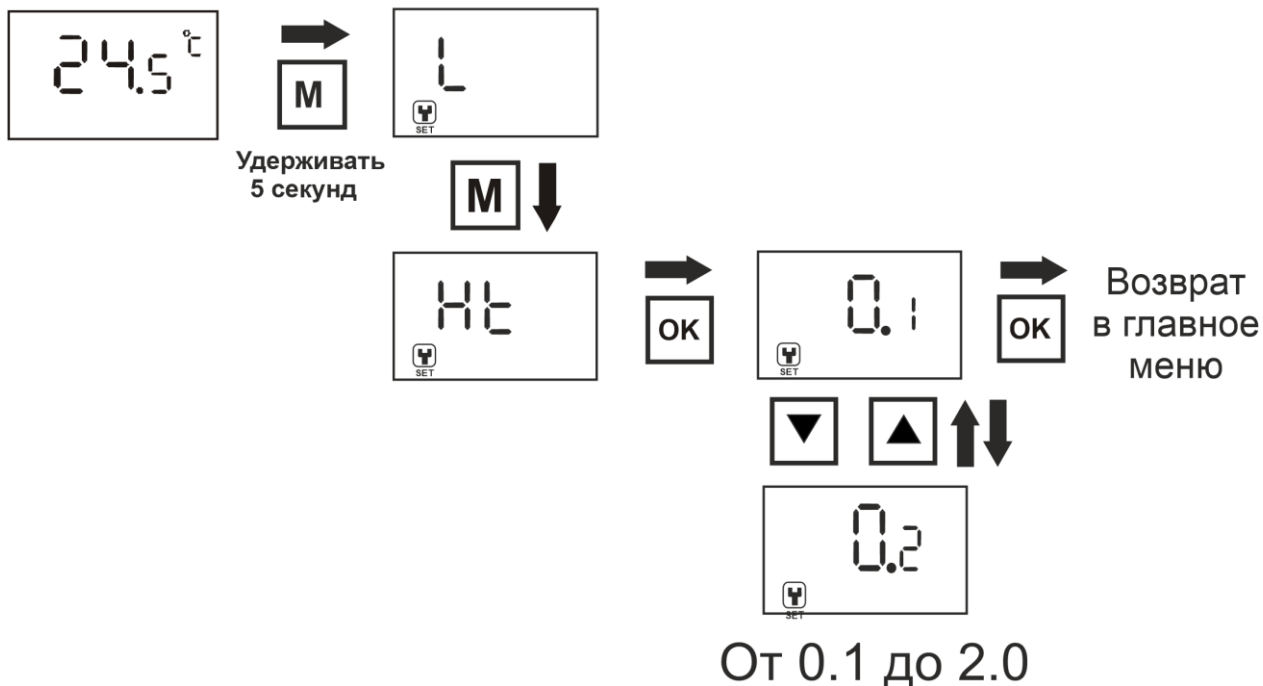 24.5 °C
M
Удерживать
5 секунд
L
SET
M
Ht
SET
OK
0.1
SET
OK
Возврат
в главное
меню
0.2
SET
От 0.1 до 2.0